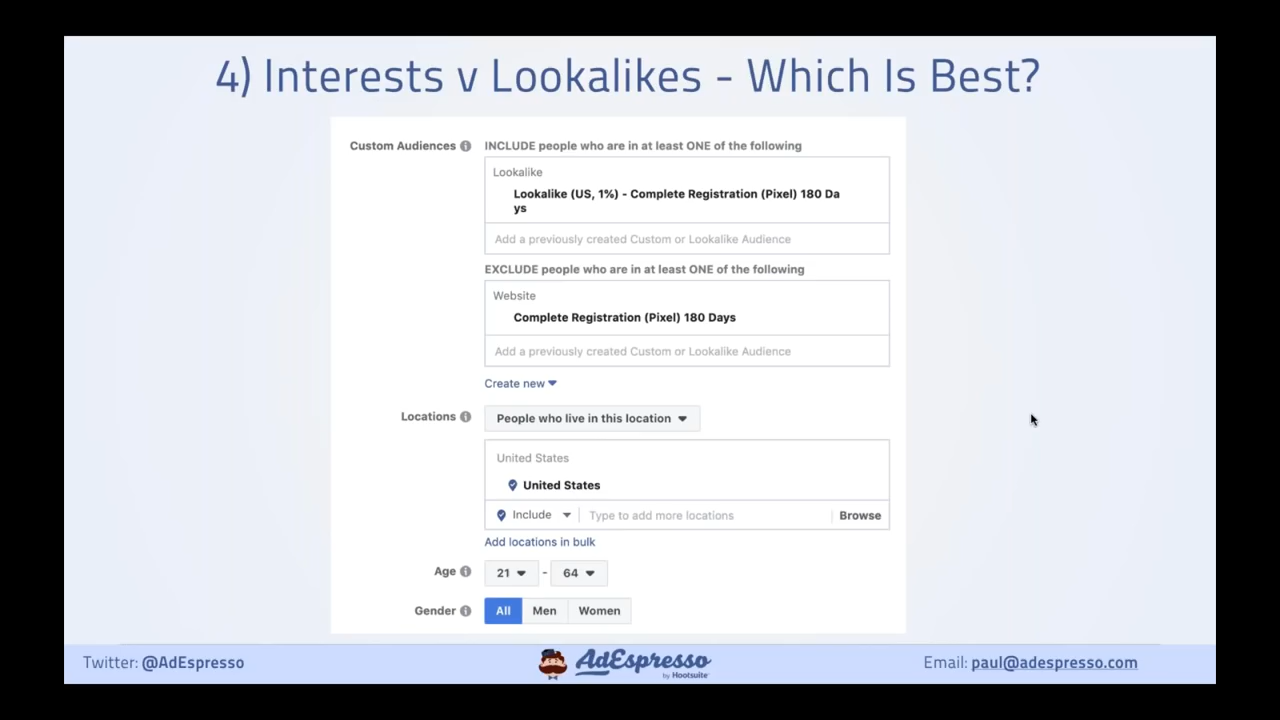 4) Interests v Lookalikes - Which Is Best?
Custom Audiences
INCLUDE people who are in at least ONE of the following
Lookalike
Lookalike (US, 1%) - Complete Registration (Pixel) 180 Da
ys
Add a previously created Custom or Lookalike Audience
EXCLUDE people who are in at least ONE of the following
Website
Complete Registration (Pixel) 180 Days
Add a previously created Custom or Lookalike Audience
Create new
Locations
People who live in this location
United States
United States
Include Type to add more locations Browse
Add locations in bulk
Age 21 - 64
Gender All Men Women
Twitter: @AdEspresso
AdEspresso
by Hootsuite
Email: paul@adespresso.com